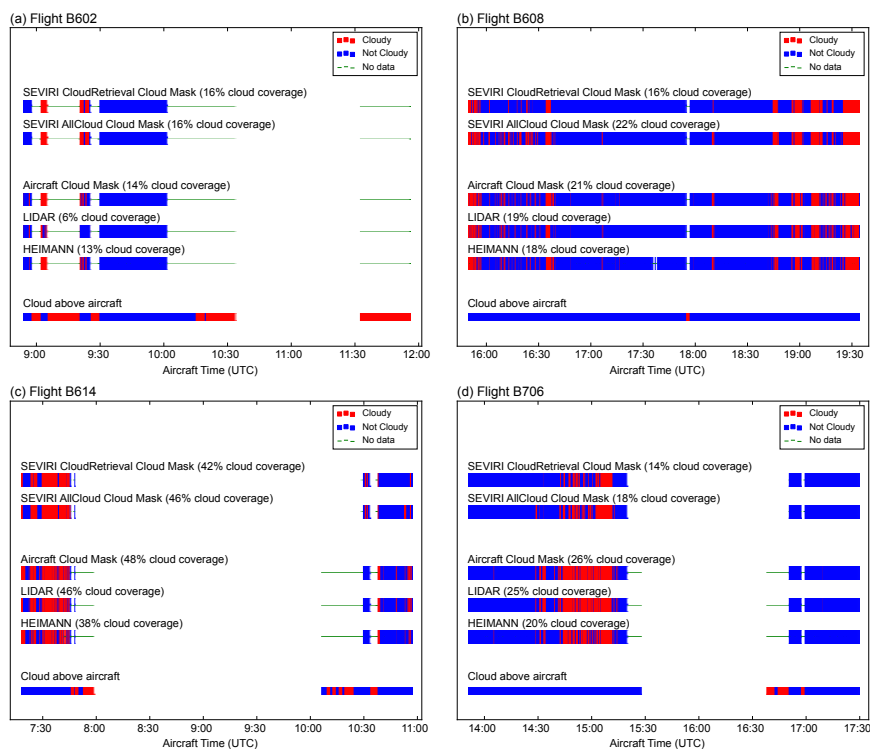 (a) Flight B602
Cloudy
Not Cloudy
No data
SEVIRI CloudRetrieval Cloud Mask (16% cloud coverage)
SEVIRI AllCloud Cloud Mask (16% cloud coverage)
Aircraft Cloud Mask (14% cloud coverage)
LIDAR (6% cloud coverage)
HEIMANN (13% cloud coverage)
Cloud above aircraft
9:00 9:30 10:00 10:30 11:00 11:30 12:00
Aircraft Time (UTC)
(b) Flight B608
Cloudy
Not Cloudy
No data
SEVIRI CloudRetrieval Cloud Mask (16% cloud coverage)
SEVIRI AllCloud Cloud Mask (22% cloud coverage)
Aircraft Cloud Mask (21% cloud coverage)
LIDAR (19% cloud coverage)
HEIMANN (18% cloud coverage)
Cloud above aircraft
16:00 16:30 17:00 17:30 18:00 18:30 19:00 19:30
Aircraft Time (UTC)
(c) Flight B614
Cloudy
Not Cloudy
No data
SEVIRI CloudRetrieval Cloud Mask (42% cloud coverage)
SEVIRI AllCloud Cloud Mask (46% cloud coverage)
Aircraft Cloud Mask (48% cloud coverage)
LIDAR (46% cloud coverage)
HEIMANN (38% cloud coverage)
Cloud above aircraft
7:30 8:00 8:30 9:00 9:30 10:00 10:30 11:00
Aircraft Time (UTC)
(d) Flight B706
Cloudy
Not Cloudy
No data
SEVIRI CloudRetrieval Cloud Mask (14% cloud coverage)
SEVIRI AllCloud Cloud Mask (18% cloud coverage)
Aircraft Cloud Mask (26% cloud coverage)
LIDAR (25% cloud coverage)
HEIMANN (20% cloud coverage)
Cloud above aircraft
14:00 14:30 15:00 15:30 16:00 16:30 17:00 17:30
Aircraft Time (UTC)